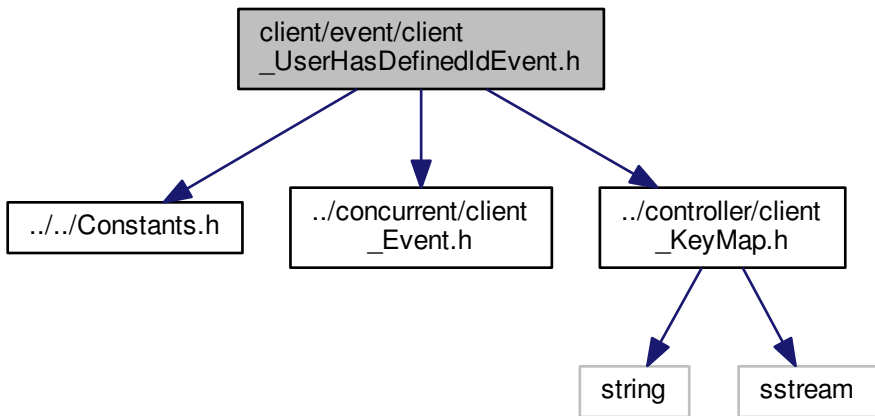 client/event/client
_UserHasDefinedIdEvent.h
../../Constants.h
../concurrent/client
_Event.h
../controller/client
_KeyMap.h
string
sstream